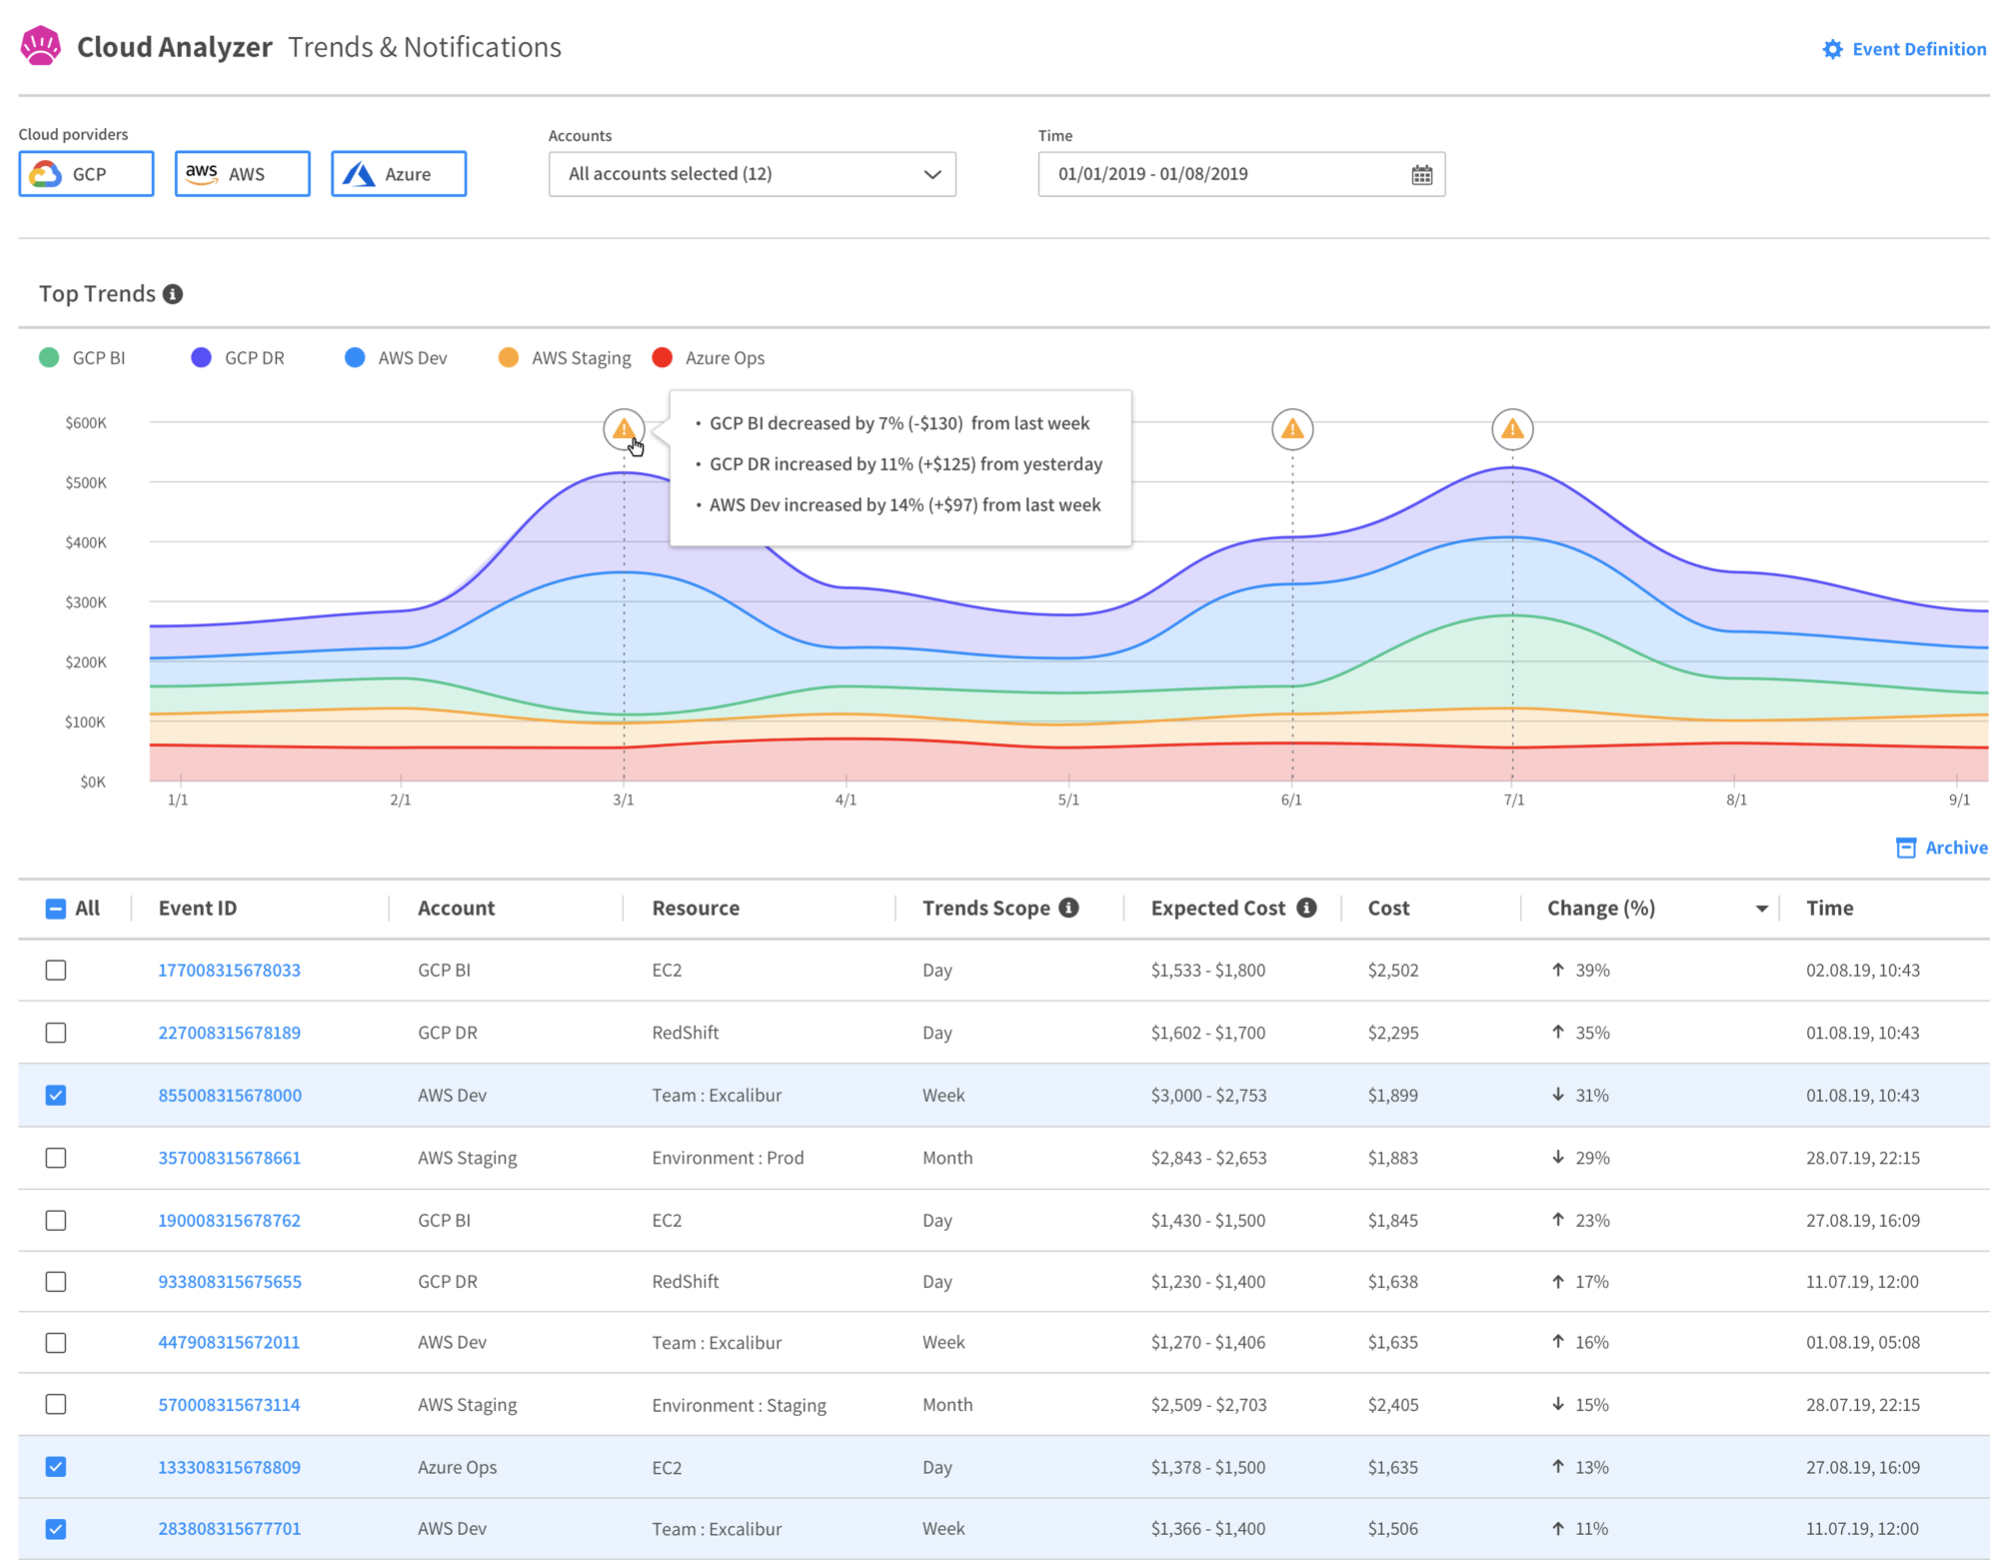 Cloud Analyzer Trends & Notifications
Event Definition
Cloud porviders
Accounts
Time
GCP
aws AWS
Azure
All accounts selected (12)
01/01/2019 - 01/08/2019
Top Trends
GCP BI
GCP DR
AWS Dev
AWS Staging
Azure Ops
• GCP BI decreased by 7% (-$130) from last week
• GCP DR increased by 11% (+$125) from yesterday
• AWS Dev increased by 14% (+$97) from last week
$600K
$500K
$400K
$300K
$200K
$100K
$0K
1/1 2/1 3/1 4/1 5/1 6/1 7/1 8/1 9/1
Archive
All Event ID Account Resource Trends Scope Expected Cost Cost Change (%) Time
177008315678033 GCP BI EC2 Day $1,533 - $1,800 $2,502 ↑ 39% 02.08.19, 10:43
227008315678189 GCP DR RedShift Day $1,602 - $1,700 $2,295 ↑ 35% 01.08.19, 10:43
855008315678000 AWS Dev Team : Excalibur Week $3,000 - $2,753 $1,899 ↓ 31% 01.08.19, 10:43
357008315678661 AWS Staging Environment : Prod Month $2,843 - $2,653 $1,883 ↓ 29% 28.07.19, 22:15
190008315678762 GCP BI EC2 Day $1,430 - $1,500 $1,845 ↑ 23% 27.08.19, 16:09
933808315675655 GCP DR RedShift Day $1,230 - $1,400 $1,638 ↑ 17% 11.07.19, 12:00
447908315672011 AWS Dev Team : Excalibur Week $1,270 - $1,406 $1,635 ↑ 16% 01.08.19, 05:08
570008315673114 AWS Staging Environment : Staging Month $2,509 - $2,703 $2,405 ↓ 15% 28.07.19, 22:15
133308315678809 Azure Ops EC2 Day $1,378 - $1,500 $1,635 ↑ 13% 27.08.19, 16:09
283808315677701 AWS Dev Team : Excalibur Week $1,366 - $1,400 $1,506 ↑ 11% 11.07.19, 12:00